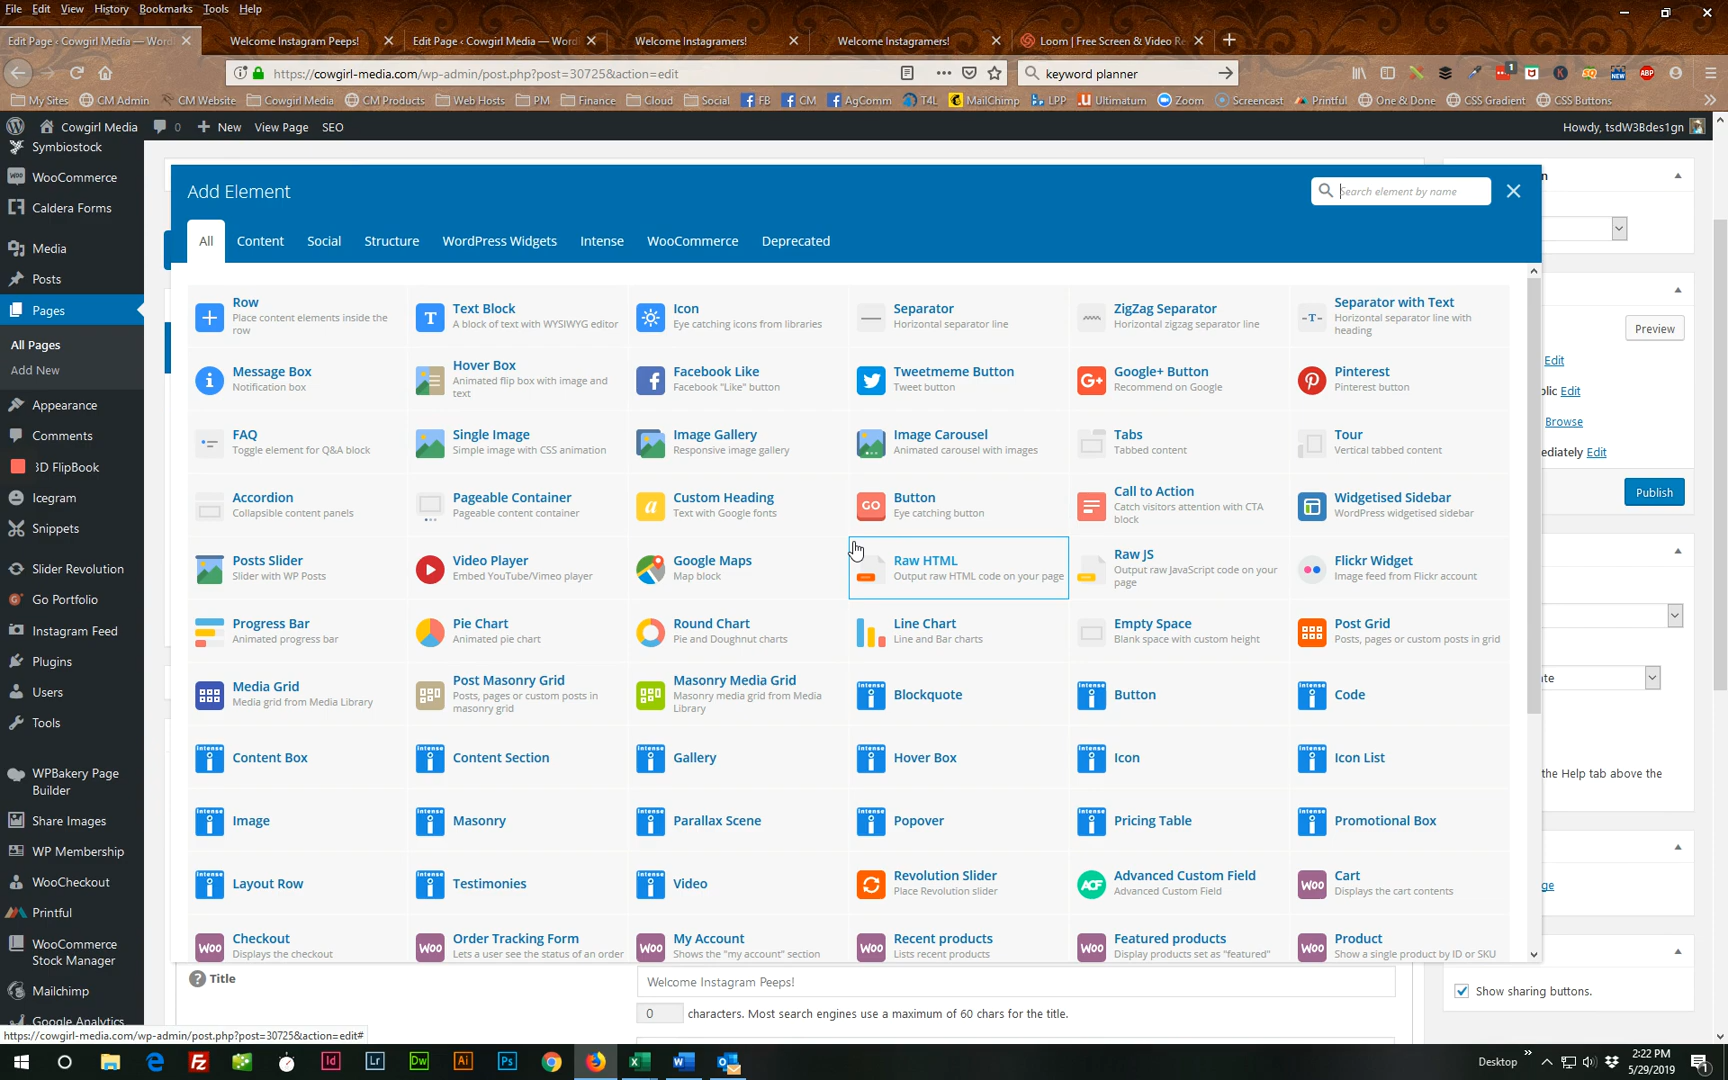 File Edit View History Bookmarks Tools Help
Edit Page ‹ Cowgirl Media — Word
Welcome Instagram Peeps!
Edit Page ‹ Cowgirl Media — Word
Welcome Instagramers!
Welcome Instagramers!
Loom | Free Screen & Video Re
https://cowgirl-media.com/wp-admin/post.php?post=30725&action=edit
keyword planner
My Sites CM Admin CM Website Cowgirl Media CM Products Web Hosts PM Finance Cloud Social FB CM AgComm T4L MailChimp LPP Ultimatum Zoom Screencast Printful One & Done CSS Gradient CSS Buttons
Cowgirl Media 0 New View Page SEO
Howdy, tsdW3Bdes1gn
Symbiostock
WooCommerce
Caldera Forms
Media
Posts
Pages
All Pages
Add New
Appearance
Comments
3D FlipBook
Icegram
Snippets
Slider Revolution
Go Portfolio
Instagram Feed
Plugins
Users
Tools
WPBakery Page
Builder
Share Images
WP Membership
WooCheckout
Printful
WooCommerce
Stock Manager
Mailchimp
Google Analytics
Add Element
Search element by name
All Content Social Structure WordPress Widgets Intense WooCommerce Deprecated
Row
Place content elements inside the
row
Text Block
A block of text with WYSIWYG editor
Icon
Eye catching icons from libraries
Separator
Horizontal separator line
ZigZag Separator
Horizontal zigzag separator line
Separator with Text
Horizontal separator line with
heading
Message Box
Notification box
Hover Box
Animated flip box with image and
text
Facebook Like
Facebook "Like" button
Tweetmeme Button
Tweet button
Google+ Button
Recommend on Google
Pinterest
Pinterest button
FAQ
Toggle element for Q&A block
Single Image
Simple image with CSS animation
Image Gallery
Responsive image gallery
Image Carousel
Animated carousel with images
Tabs
Tabbed content
Tour
Vertical tabbed content
Accordion
Collapsible content panels
Pageable Container
Pageable content container
Custom Heading
Text with Google fonts
GO
Button
Eye catching button
Call to Action
Catch visitors attention with CTA
block
Widgetised Sidebar
WordPress widgetised sidebar
Posts Slider
Slider with WP Posts
Video Player
Embed YouTube/Vimeo player
Google Maps
Map block
Raw HTML
Output raw HTML code on your page
Raw JS
Output raw JavaScript code on your
page
Flickr Widget
Image feed from Flickr account
Progress Bar
Animated progress bar
Pie Chart
Animated pie chart
Round Chart
Pie and Doughnut charts
Line Chart
Line and Bar charts
Empty Space
Blank space with custom height
Post Grid
Posts, pages or custom posts in grid
Media Grid
Media grid from Media Library
Post Masonry Grid
Posts, pages or custom posts in
masonry grid
Masonry Media Grid
Masonry media grid from Media
Library
Blockquote
Button
Code
Content Box
Content Section
Gallery
Hover Box
Icon
Icon List
Image
Masonry
Parallax Scene
Popover
Pricing Table
Promotional Box
Layout Row
Testimonies
Video
Revolution Slider
Place Revolution slider
Advanced Custom Field
Advanced Custom Field
Cart
Displays the cart contents
Checkout
Displays the checkout
Order Tracking Form
Lets a user see the status of an order
My Account
Shows the "my account" section
Recent products
Lists recent products
Featured products
Display products set as "featured"
Product
Show a single product by ID or SKU
Preview
Edit
blic Edit
Browse
ediately Edit
Publish
ate
the Help tab above the
ge
Show sharing buttons.
Title
Welcome Instagram Peeps!
0 characters. Most search engines use a maximum of 60 chars for the title.
https://cowgirl-media.com/wp-admin/post.php?post=30725&action=edit#
Desktop
2:22 PM
5/29/2019